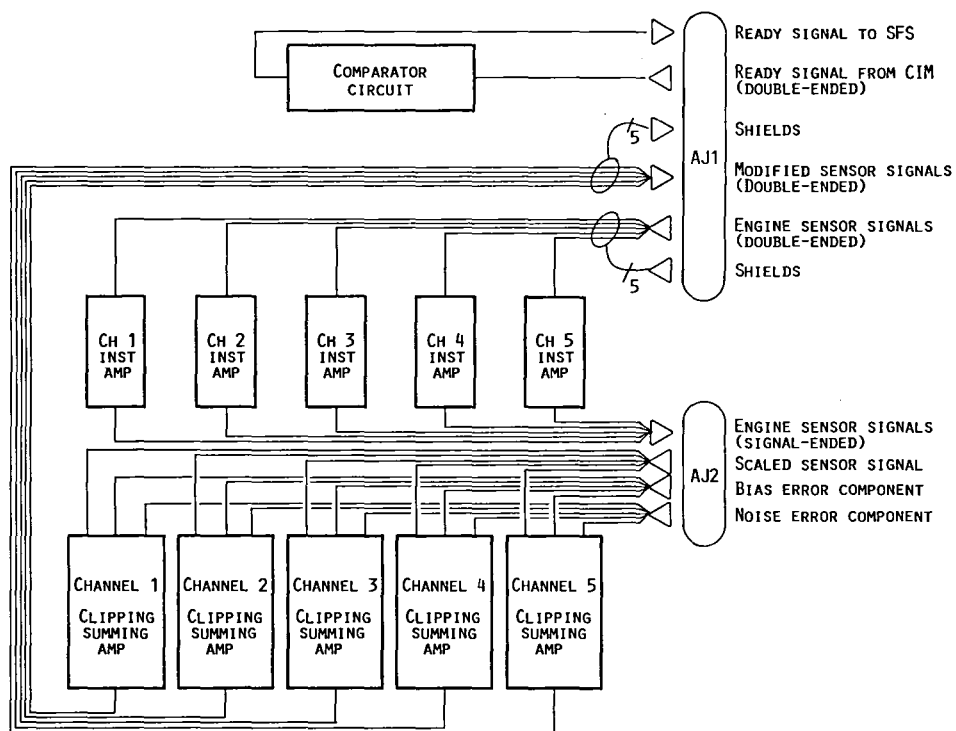 Ready signal to SFS
Comparator circuit
Ready signal from CIM
(double-ended)
5
Shields
AJ1
Modified sensor signals
(Double-ended)
Engine sensor signals
(double-ended)
5
Shields
Ch 1
inst
amp
Ch 2
inst
amp
Ch 3
inst
amp
Ch 4
inst
amp
Ch 5
inst
amp
Engine sensor signals
(signal-ended)
Scaled sensor signal
AJ2
Bias error component
Noise error component
Channel 1
Clipping
summing
amp
Channel 2
Clipping
summing
amp
Channel 3
Clipping
summing
amp
Channel 4
Clipping
summing
amp
Channel 5
Clipping
summing
amp